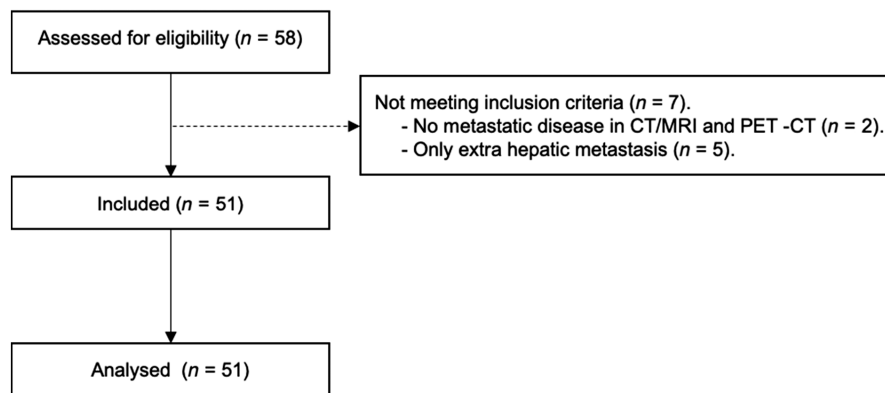 Assessed for eligibility (n = 58)
Not meeting inclusion criteria (n = 7).
- No metastatic disease in CT/MRI and PET -CT (n = 2).
- Only extra hepatic metastasis (n = 5).
Included (n = 51)
Analysed (n = 51)